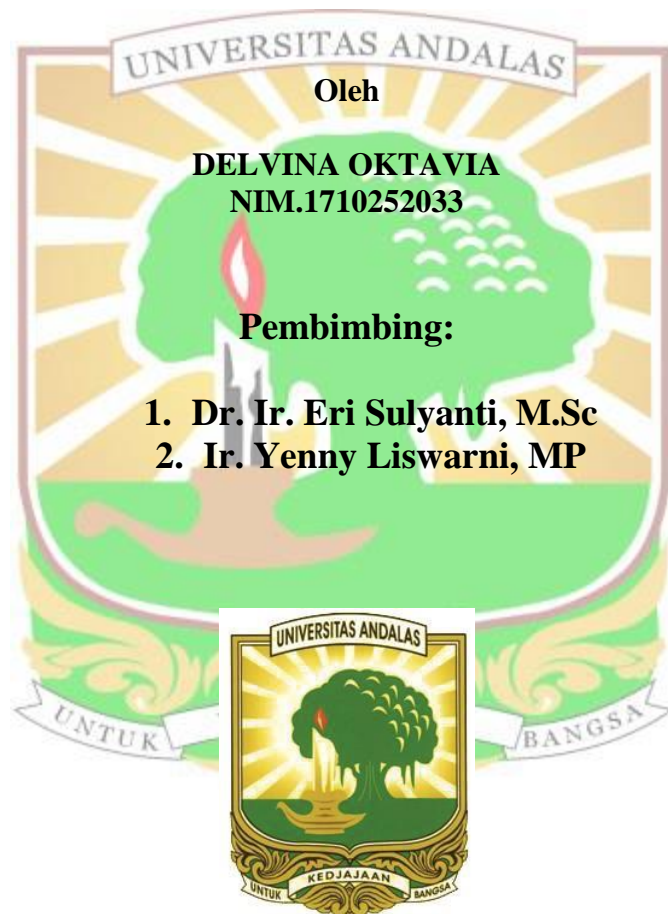 UNIVERSITAS ANDALAS
Oleh
DELVINA OKTAVIA
NIM.1710252033
Pembimbing:
1. Dr. Ir. Eri Sulyanti, M.Sc
2. Ir. Yenny Liswarni, MP
UNIVERSITAS ANDALAS
UNTUK BANGSA
UNTUK KEDJAJAAN BANGSA